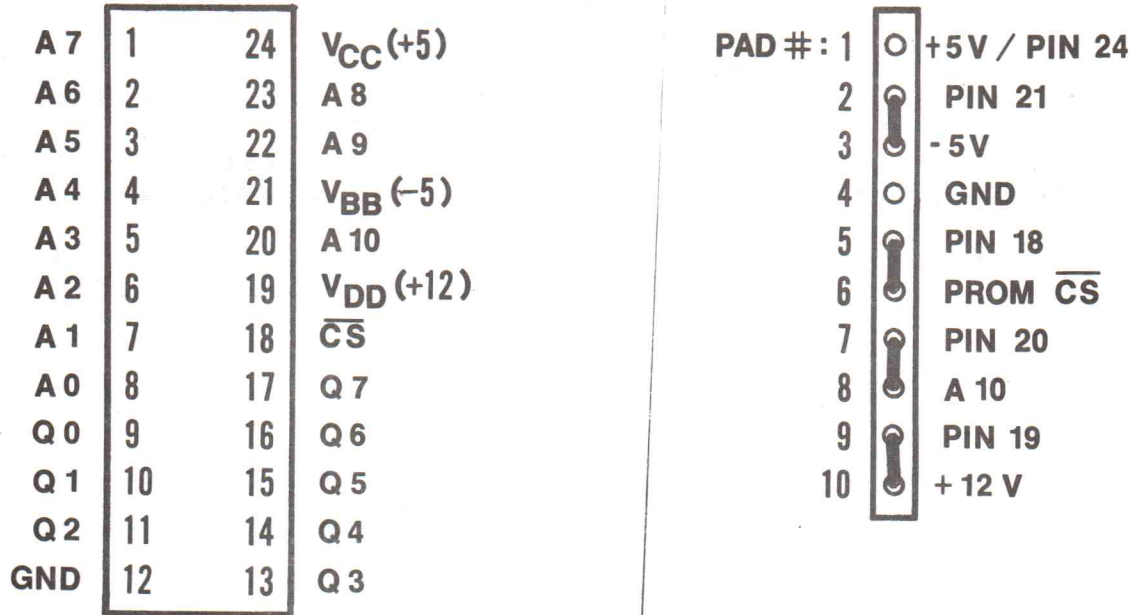 A7 1 24 VCC (+5)
A6 2 23 A8
A5 3 22 A9
A4 4 21 VBB (-5)
A3 5 20 A10
A2 6 19 VDD (+12)
A1 7 18 C̅S̅
A0 8 17 Q7
Q0 9 16 Q6
Q1 10 15 Q5
Q2 11 14 Q4
GND 12 13 Q3
PAD #: 1 +5V / PIN 24
2 PIN 21
3 -5V
4 GND
5 PIN 18
6 PROM C̅S̅
7 PIN 20
8 A10
9 PIN 19
10 +12V